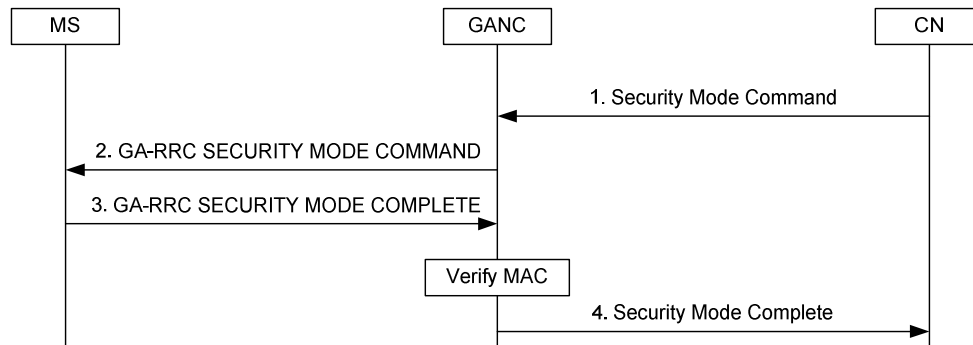 MS
GANC
CN
1. Security Mode Command
2. GA-RRC SECURITY MODE COMMAND
3. GA-RRC SECURITY MODE COMPLETE
Verify MAC
4. Security Mode Complete